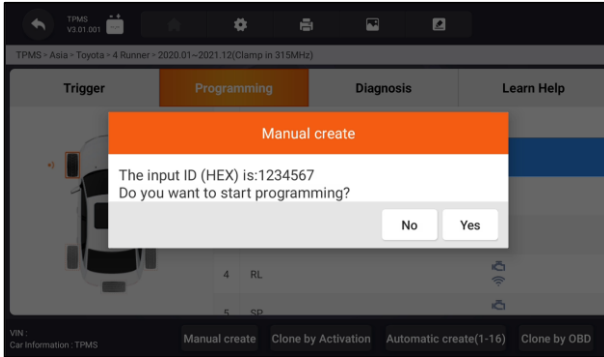 TPMS
V3.01.001
TPMS > Asia > Toyota > 4 Runner > 2020.01~2021.12(Clamp in 315MHz)
Trigger
Programming
Diagnosis
Learn Help
Manual create
The input ID (HEX) is:1234567
Do you want to start programming?
No
Yes
4 RL
5 SP
VIN :
Car Information : TPMS
Manual create
Clone by Activation
Automatic create(1-16)
Clone by OBD